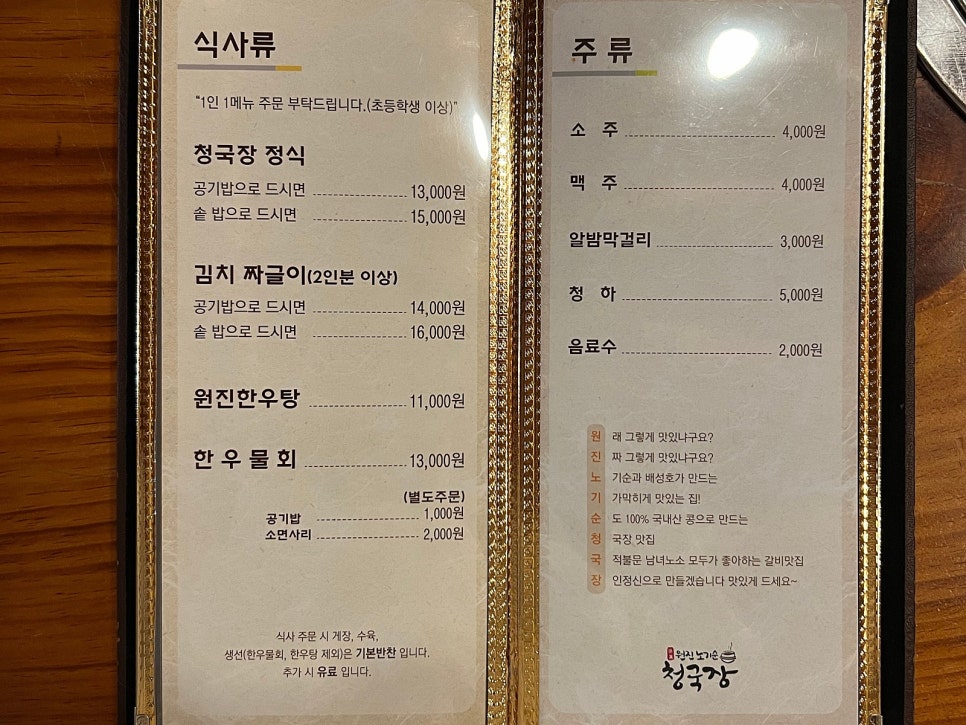 식사류
"1인 1메뉴 주문 부탁드립니다.(초등학생 이상)"
청국장 정식
공기밥으로 드시면 13,000원
솥 밥으로 드시면 15,000원
김치 짜글이(2인분 이상)
공기밥으로 드시면 14,000원
솥 밥으로 드시면 16,000원
원진한우탕 11,000원
한우물회 13,000원
(별도주문)
공기밥 1,000원
소면사리 2,000원
식사 주문 시 게장, 수육,
생선(한우물회, 한우탕 제외)은 기본반찬 입니다.
추가 시 유료 입니다.
주류
소 주 4,000원
맥 주 4,000원
알밤막걸리 3,000원
청 하 5,000원
음료수 2,000원
원 래 그렇게 맛있냐구요?
진 짜 그렇게 맛있냐구요?
노 기순과 배성호가 만드는
기 가막히게 맛있는 집!
순 도 100% 국내산 콩으로 만드는
청 국장 맛집
국 적불문 남녀노소 모두가 좋아하는 갈비맛집
장 인정신으로 만들겠습니다 맛있게 드세요~
원진 노기순
청국장